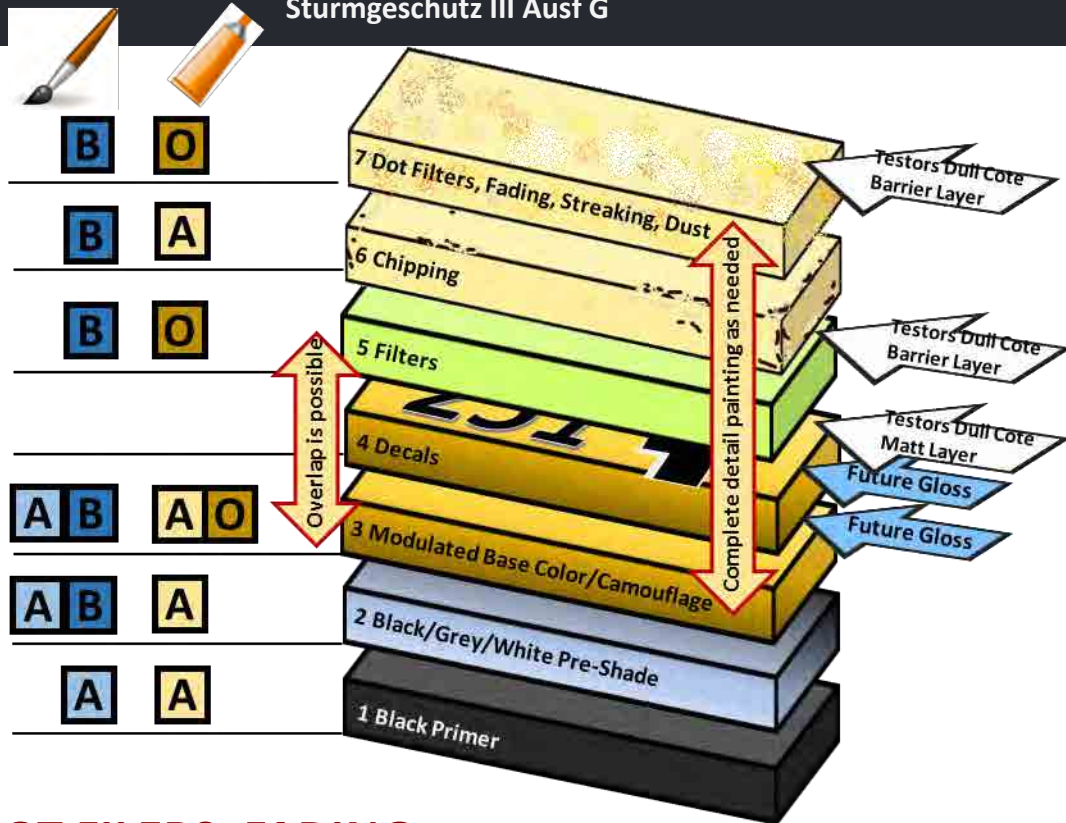 Sturmgeschutz III Ausf G
B O
7 Dot Filters, Fading, Streaking, Dust
Testors Dull Cote
Barrier Layer
B A
6 Chipping
B O
5 Filters
Testors Dull Cote
Barrier Layer
Overlap is possible
Complete detail painting as needed
4 Decals
Testors Dull Cote
Matt Layer
Future Gloss
A B A O
3 Modulated Base Color/Camouflage
Future Gloss
A B A
2 Black/Grey/White Pre-Shade
A A
1 Black Primer